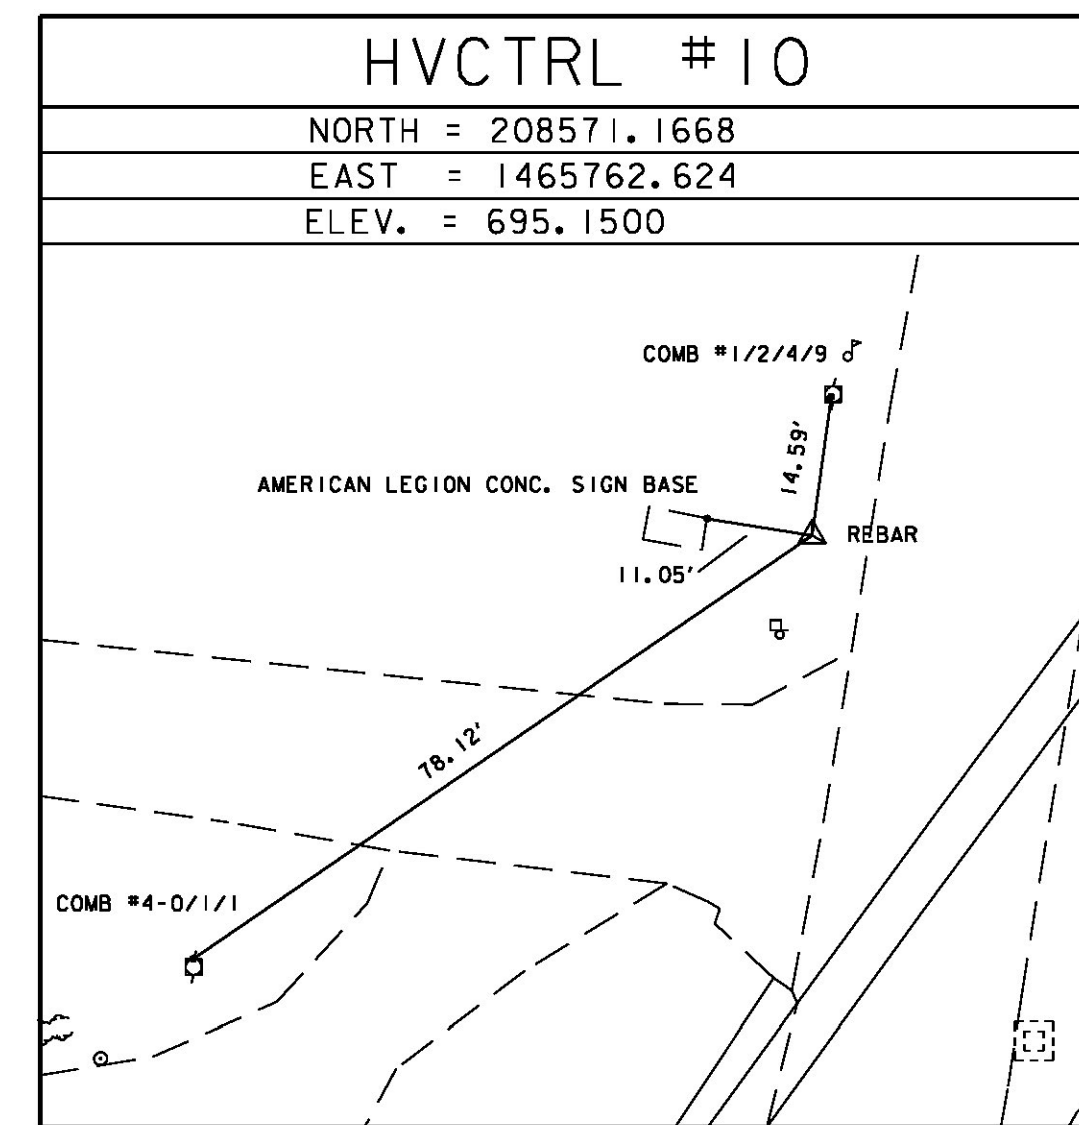 HVCTRL #10
NORTH = 208571.1668
EAST = 1465762.624
ELEV. = 695.1500
COMB #1/2/4/9
14.59'
AMERICAN LEGION CONC. SIGN BASE
REBAR
11.05'
78.12'
COMB #4-0/1/1